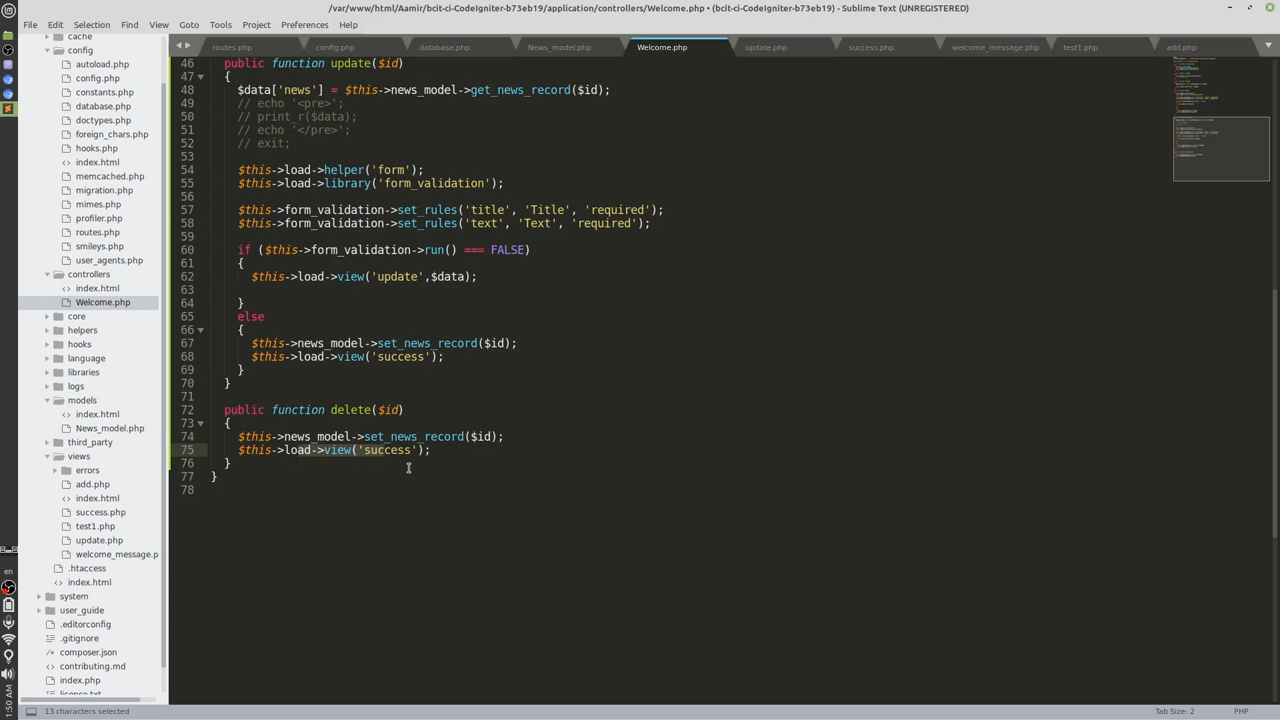 /var/www/html/Aamir/bcit-ci-CodeIgniter-b73eb19/application/controllers/Welcome.php • (bcit-ci-CodeIgniter-b73eb19) - Sublime Text (UNREGISTERED)
File Edit Selection Find View Goto Tools Project Preferences Help
routes.php config.php database.php News_model.php Welcome.php update.php success.php welcome_message.php test1.php add.php
cache
config
autoload.php
config.php
constants.php
database.php
doctypes.php
foreign_chars.php
hooks.php
index.html
memcached.php
migration.php
mimes.php
profiler.php
routes.php
smileys.php
user_agents.php
controllers
index.html
Welcome.php
core
helpers
hooks
language
libraries
logs
models
index.html
News_model.php
third_party
views
errors
add.php
index.html
success.php
test1.php
update.php
welcome_message.p
.htaccess
index.html
system
user_guide
.editorconfig
.gitignore
composer.json
contributing.md
index.php
license.txt
46 public function update($id)
47 {
48 $data['news'] = $this->news_model->get_news_record($id);
49 // echo '<pre>';
50 // print_r($data);
51 // echo '</pre>';
52 // exit;
53
54 $this->load->helper('form');
55 $this->load->library('form_validation');
56
57 $this->form_validation->set_rules('title', 'Title', 'required');
58 $this->form_validation->set_rules('text', 'Text', 'required');
59
60 if ($this->form_validation->run() === FALSE)
61 {
62 $this->load->view('update',$data);
63
64 }
65 else
66 {
67 $this->news_model->set_news_record($id);
68 $this->load->view('success');
69 }
70 }
71
72 public function delete($id)
73 {
74 $this->news_model->set_news_record($id);
75 $this->load->view('success');
76 }
77 }
78
en
1:50 AM
13 characters selected
Tab Size: 2
PHP